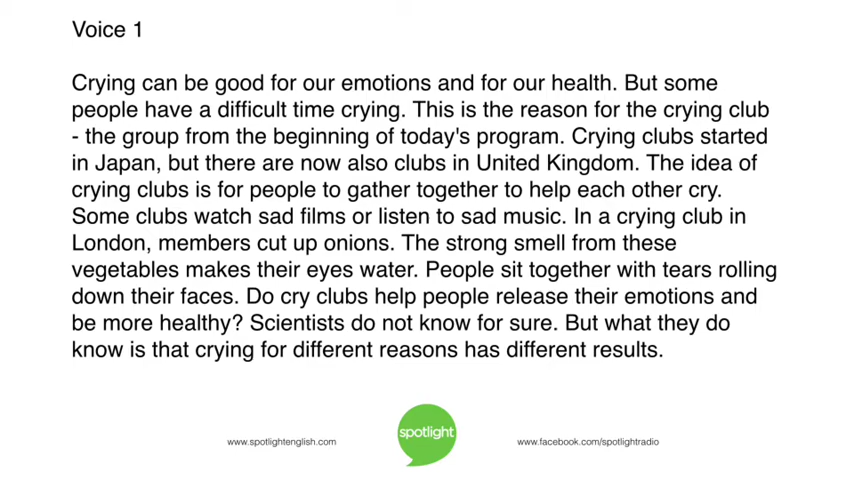 Voice 1
Crying can be good for our emotions and for our health. But some
people have a difficult time crying. This is the reason for the crying club
- the group from the beginning of today's program. Crying clubs started
in Japan, but there are now also clubs in United Kingdom. The idea of
crying clubs is for people to gather together to help each other cry.
Some clubs watch sad films or listen to sad music. In a crying club in
London, members cut up onions. The strong smell from these
vegetables makes their eyes water. People sit together with tears rolling
down their faces. Do cry clubs help people release their emotions and
be more healthy? Scientists do not know for sure. But what they do
know is that crying for different reasons has different results.
www.spotlightenglish.com
spotlight
www.facebook.com/spotlightradio